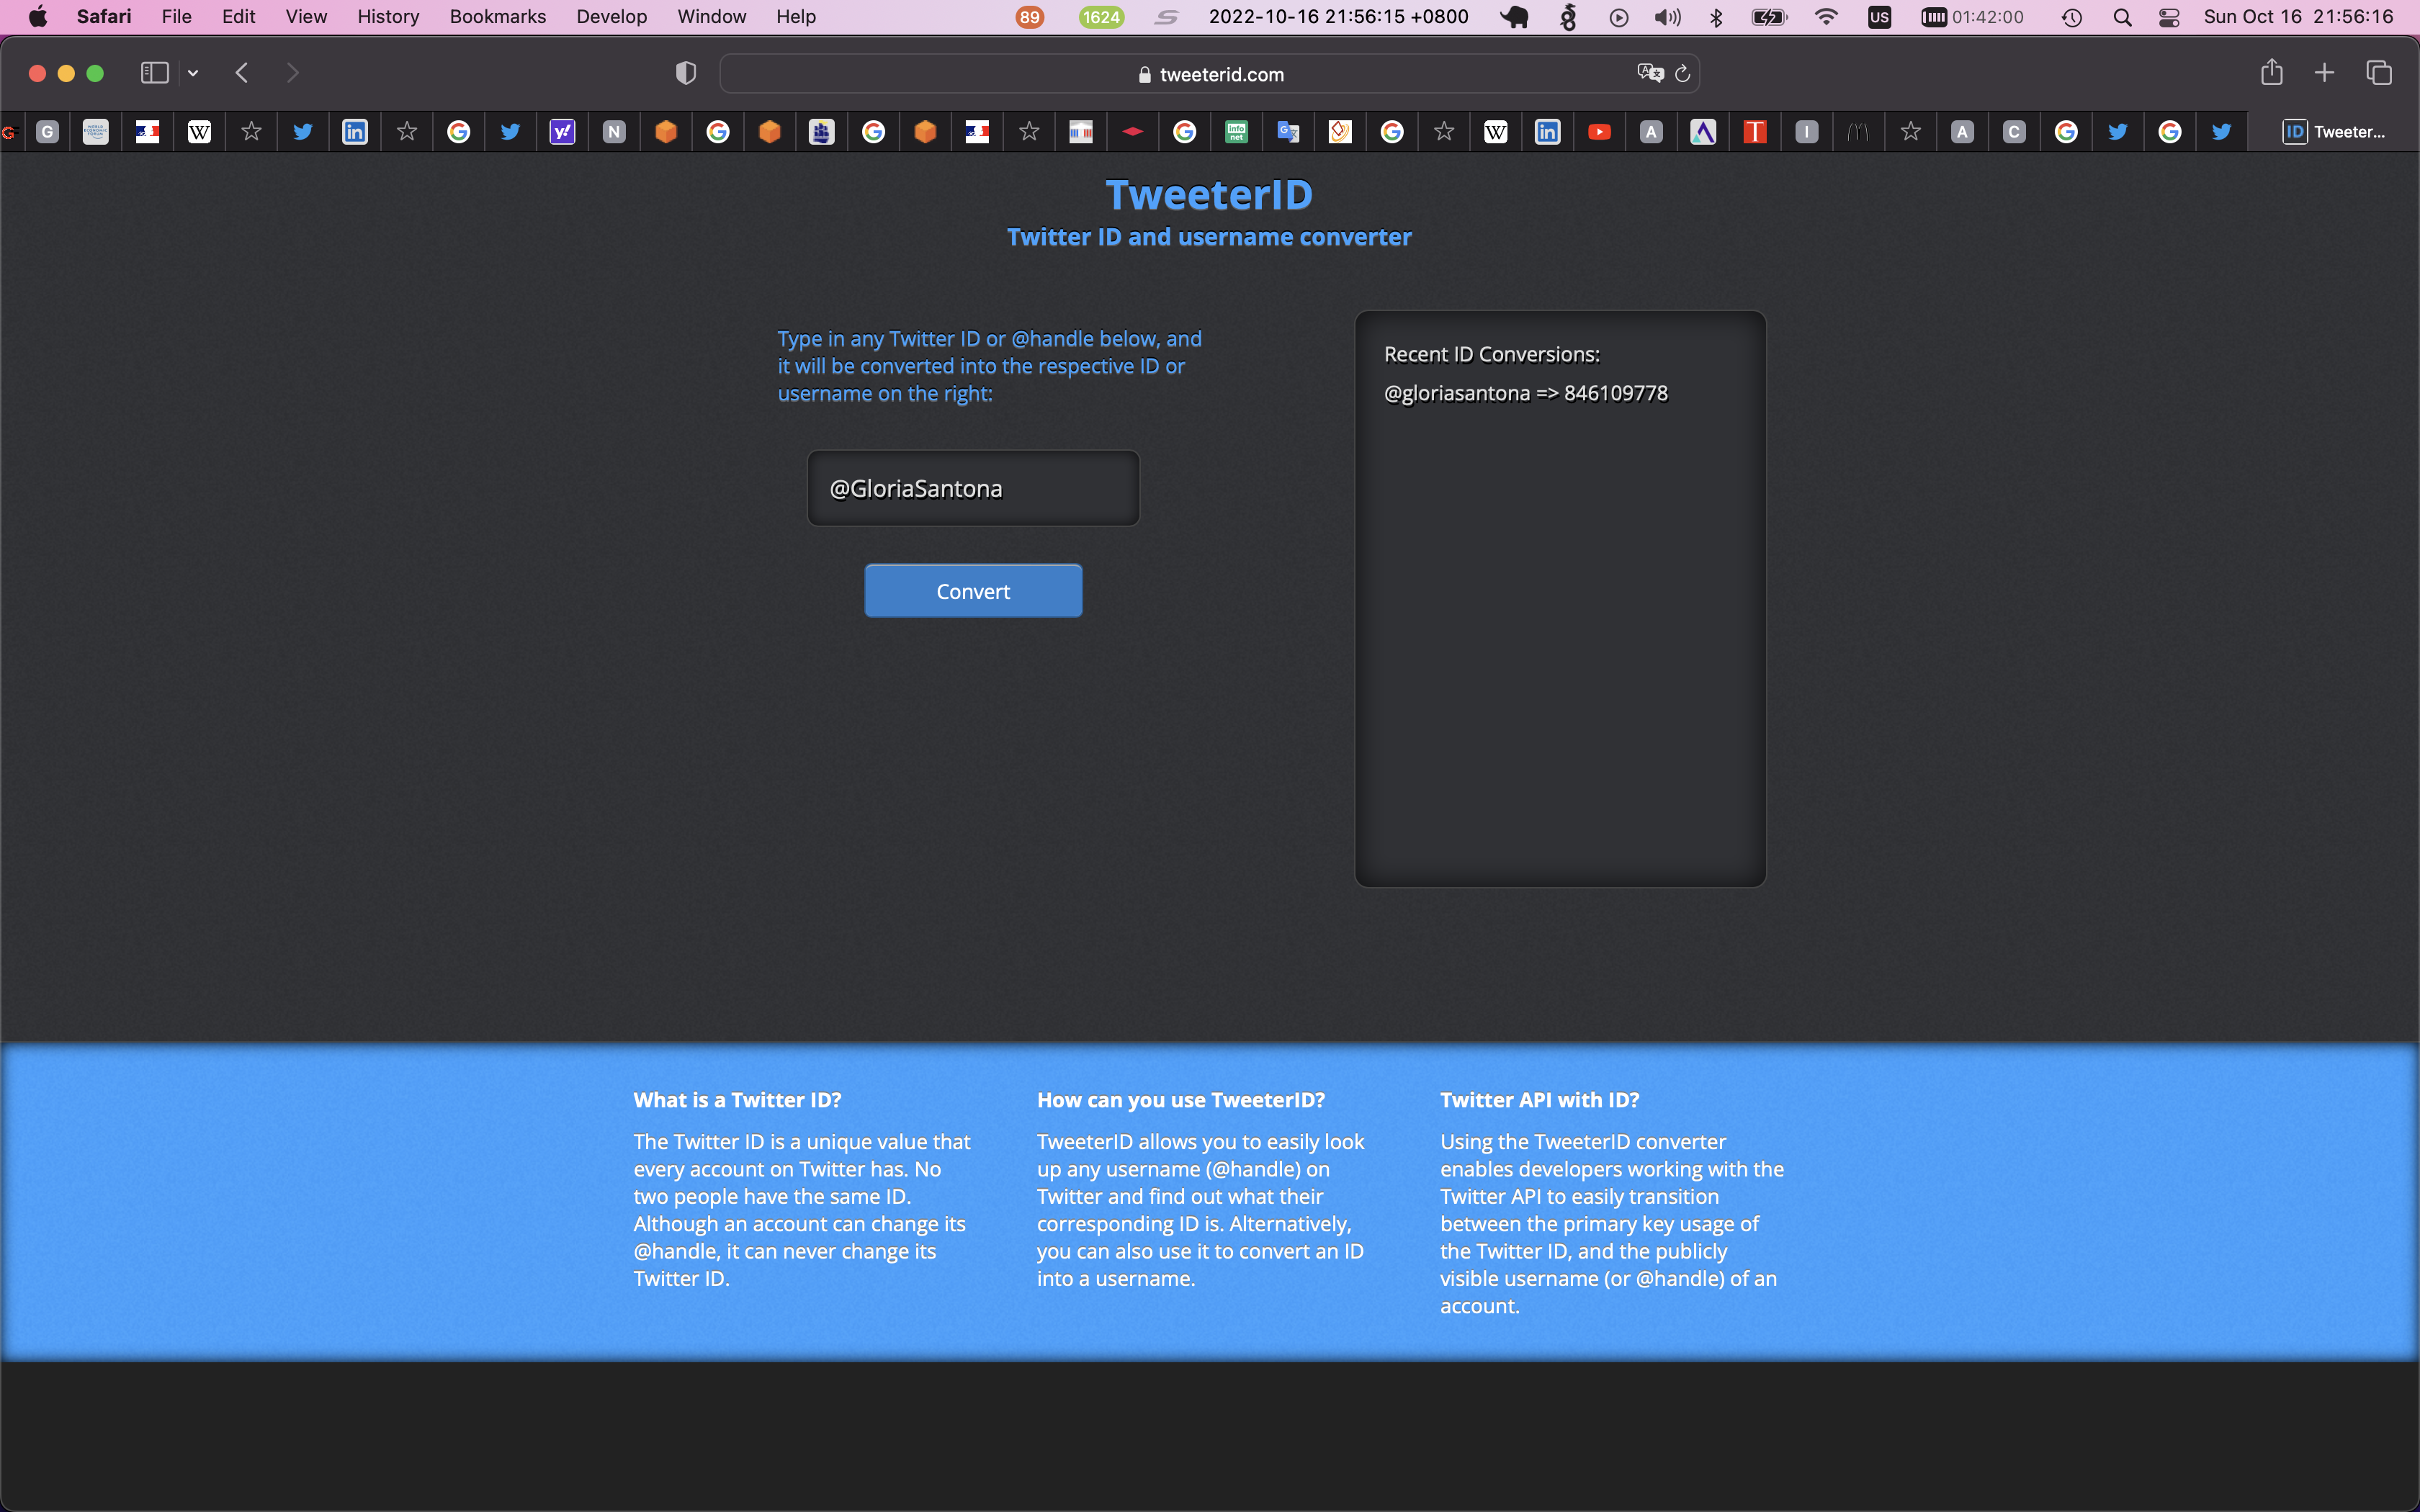 Safari File Edit View History Bookmarks Develop Window Help 89 1624 2022-10-16 21:56:15 +0800 US 01:42:00 Sun Oct 16 21:56:16
tweeterid.com
G W in y! N info net W in A T I A C ID Tweeter...
TweeterID
Twitter ID and username converter
Type in any Twitter ID or @handle below, and
it will be converted into the respective ID or
username on the right:
@GloriaSantona
Convert
Recent ID Conversions:
@gloriasantona => 846109778
What is a Twitter ID?
The Twitter ID is a unique value that
every account on Twitter has. No
two people have the same ID.
Although an account can change its
@handle, it can never change its
Twitter ID.
How can you use TweeterID?
TweeterID allows you to easily look
up any username (@handle) on
Twitter and find out what their
corresponding ID is. Alternatively,
you can also use it to convert an ID
into a username.
Twitter API with ID?
Using the TweeterID converter
enables developers working with the
Twitter API to easily transition
between the primary key usage of
the Twitter ID, and the publicly
visible username (or @handle) of an
account.